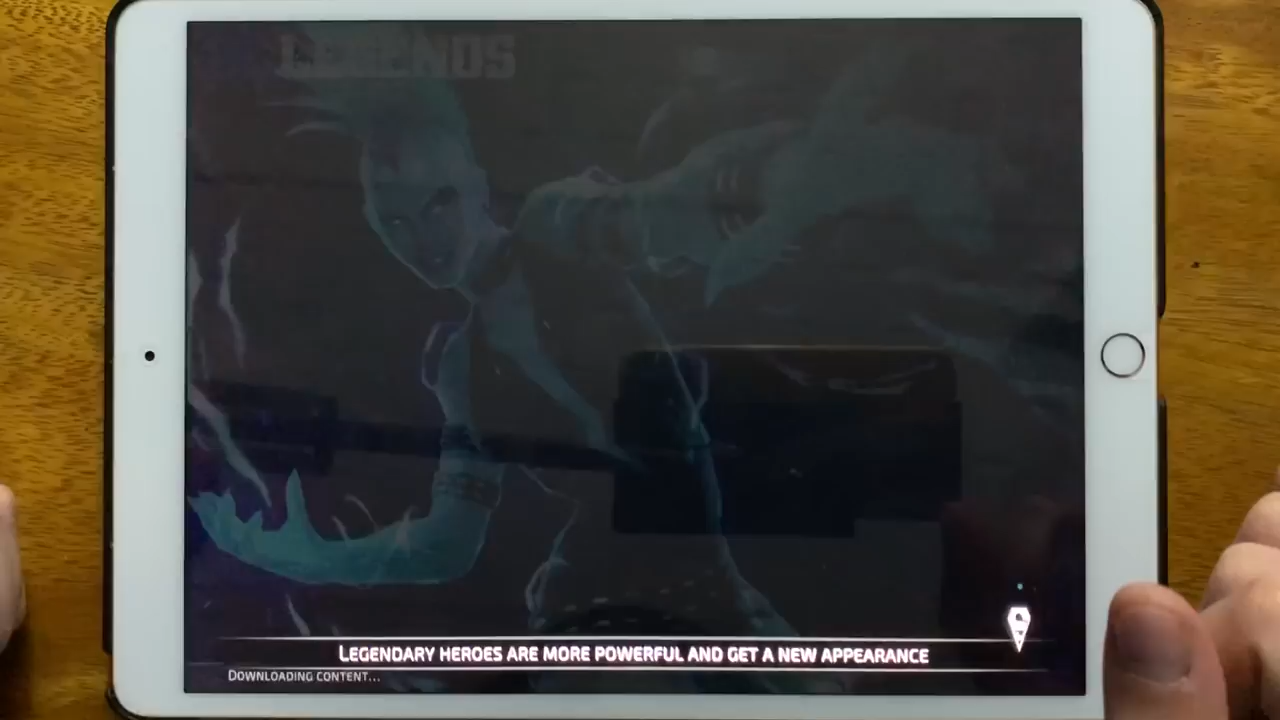 LEGENDS
LEGENDARY HEROES ARE MORE POWERFUL AND GET A NEW APPEARANCE
DOWNLOADING CONTENT...